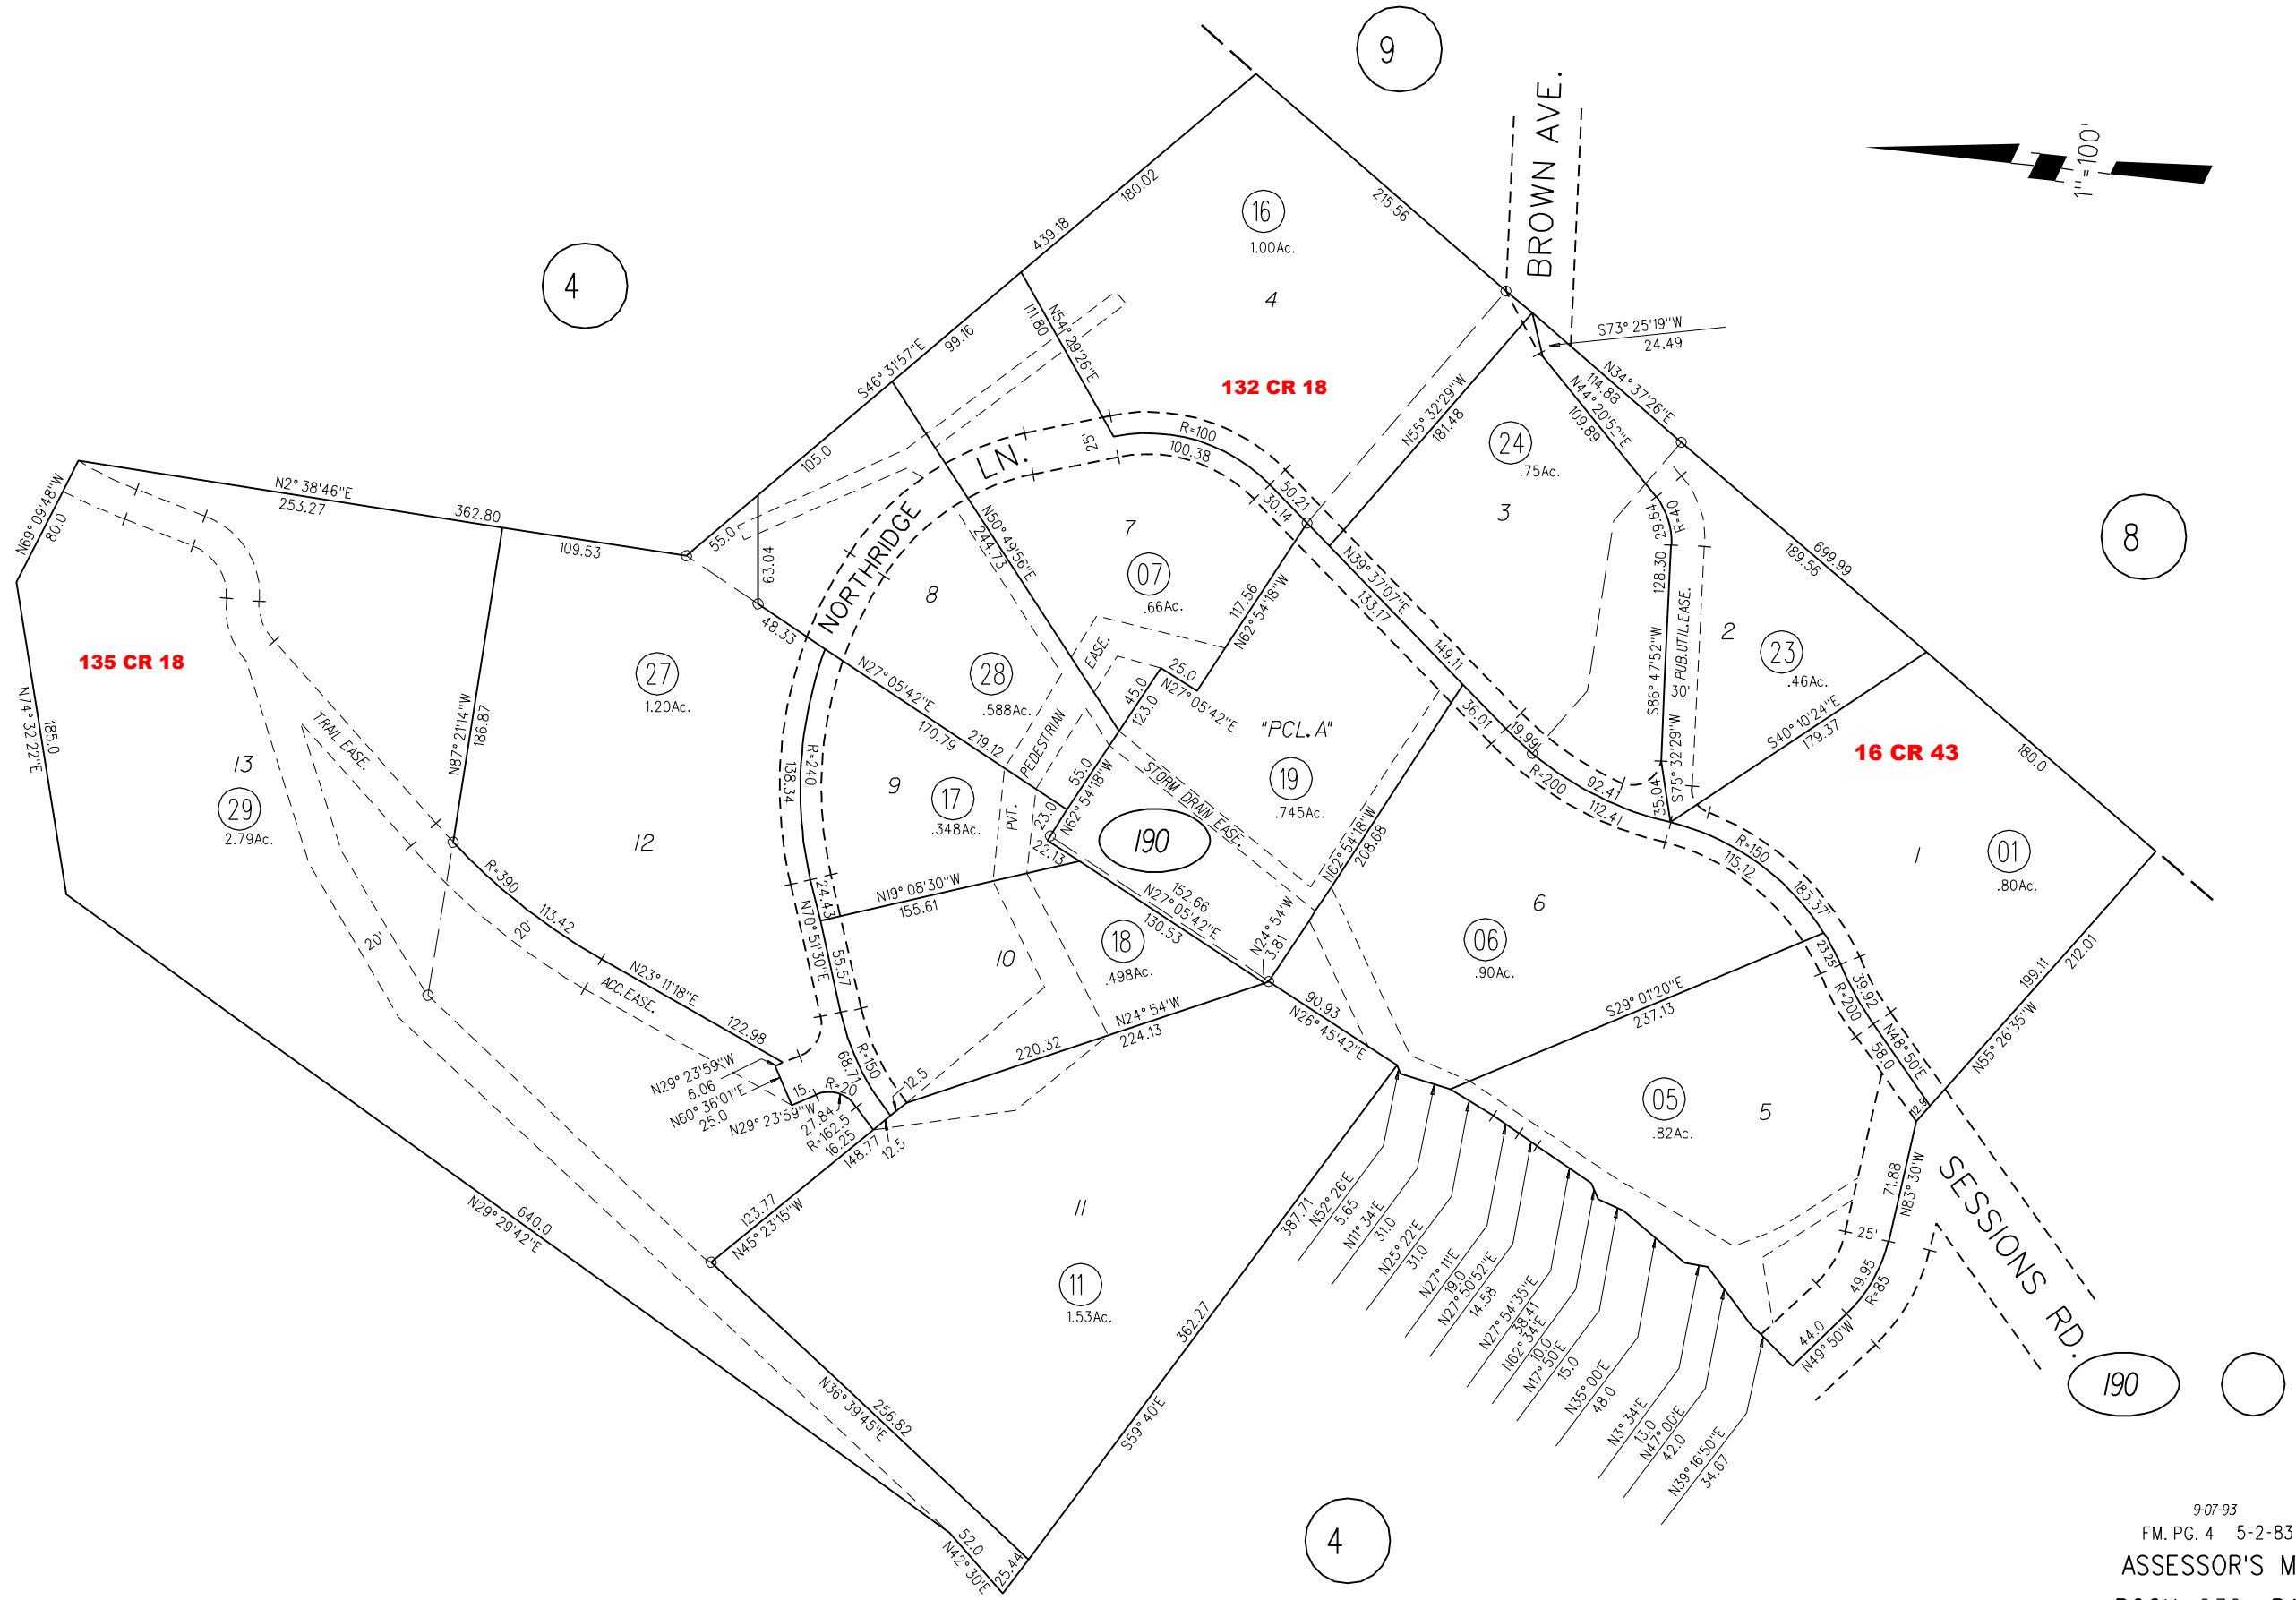 9
BROWN AVE.
1"=100'
4
180.02
439.18
215.56
16
1.00Ac.
4
S73°25'19"W
24.49
99.16
S46°31'57"E
111.80
N54°29'26"E
132 CR 18
N34°37'26"E
114.88
N44°20'52"E
109.89
N55°32'29"W
181.48
24
.75Ac.
3
105.0
25'
R=100
100.38
50.21
30.14
NORTHRIDGE LN.
N69°09'48"W
80.0
N2°38'46"E
253.27
362.80
109.53
55.0
63.04
48.33
N50°49'56"E
244.73
7
07
.66Ac.
117.56
N62°54'18"W
8
28
.588Ac.
N39°37'07"E
133.17
149.11
29.64
R=40
128.30
S86°47'52"W
30' PUB.UTIL.EASE.
699.99
189.56
8
2
23
.46Ac.
S40°10'24"E
179.37
16 CR 43
180.0
135 CR 18
27
1.20Ac.
12
N87°21'14"W
186.87
N74°32'22"E
185.0
13
29
2.79Ac.
TRAIL EASE.
R=240
138.34
N27°05'42"E
170.79
219.12
9
17
.348Ac.
PVT. PEDESTRIAN EASE.
25.0
N27°05'42"E
45.0
123.0
55.0
N62°54'18"W
23.0
22.13
"PCL.A"
19
.745Ac.
STORM DRAIN EASE.
190
36.01
19.99
R=200
92.41
112.41
35.04
S75°32'29"W
R=150
115.12
183.37'
1
01
.80Ac.
24.43
N19°08'30"W
155.61
152.66
N27°05'42"E
130.53
N62°54'18"W
208.68
N24°54'W
3.81
6
06
.90Ac.
R=390
113.42
20'
20'
N23°11'18"E
122.98
ACC.EASE.
N70°51'30"E
55.57
10
18
.498Ac.
N24°54'W
224.13
220.32
90.93
N26°45'42"E
S29°01'20"E
237.13
23.25'
39.92
R=200
N48°50'E
58.0
199.11
212.01
N55°26'35"W
12.9
N29°23'59"W
6.06
N60°36'01"E
25.0
15.
N29°23'59"W
R=20
27.84
R=162.5
16.25
68.71
R=150
12.5
12.5
148.77
123.77
N45°23'15"W
640.0
N29°29'42"E
11
11
1.53Ac.
387.71
362.27
S59°40'E
256.82
N36°39'45"E
52.0
N42°30'E
25.44
05
.82Ac.
5
71.88
N83°30'W
25'
49.95
R=85
44.0
N49°50'W
SESSIONS RD.
N52°26'E
5.65
N11°34'E
31.0
N25°22'E
31.0
N27°11'E
19.0
N27°50'52"E
14.58
N27°54'35"E
38.41
N62°34'E
10.0
N17°50'E
15.0
N35°00'E
48.0
N3°34'E
13.0
N47°00'E
42.0
N39°16'50"E
34.67
4
190
9-07-93
FM. PG. 4 5-2-83
ASSESSOR'S M